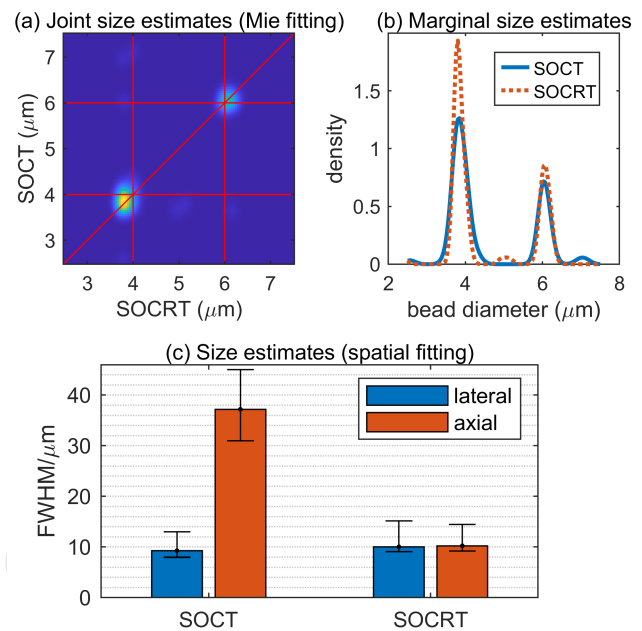 (a) Joint size estimates (Mie fitting)
7
6
5
4
3
SOCT (μm)
3 4 5 6 7
SOCRT (μm)
(b) Marginal size estimates
1.5
1
0.5
0
density
SOCT
SOCRT
2 4 6 8
bead diameter (μm)
(c) Size estimates (spatial fitting)
40
30
20
10
0
FWHM/μm
lateral
axial
SOCT SOCRT